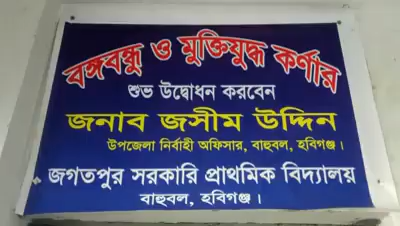 বঙ্গবন্ধু ও মুক্তিযুদ্ধ কর্ণার
শুভ উদ্বোধন করবেন
জনাব জসীম উদ্দিন
উপজেলা নির্বাহী অফিসার, বাহুবল, হবিগঞ্জ।
জগতপুর সরকারি প্রাথমিক বিদ্যালয়
বাহুবল, হবিগঞ্জ।